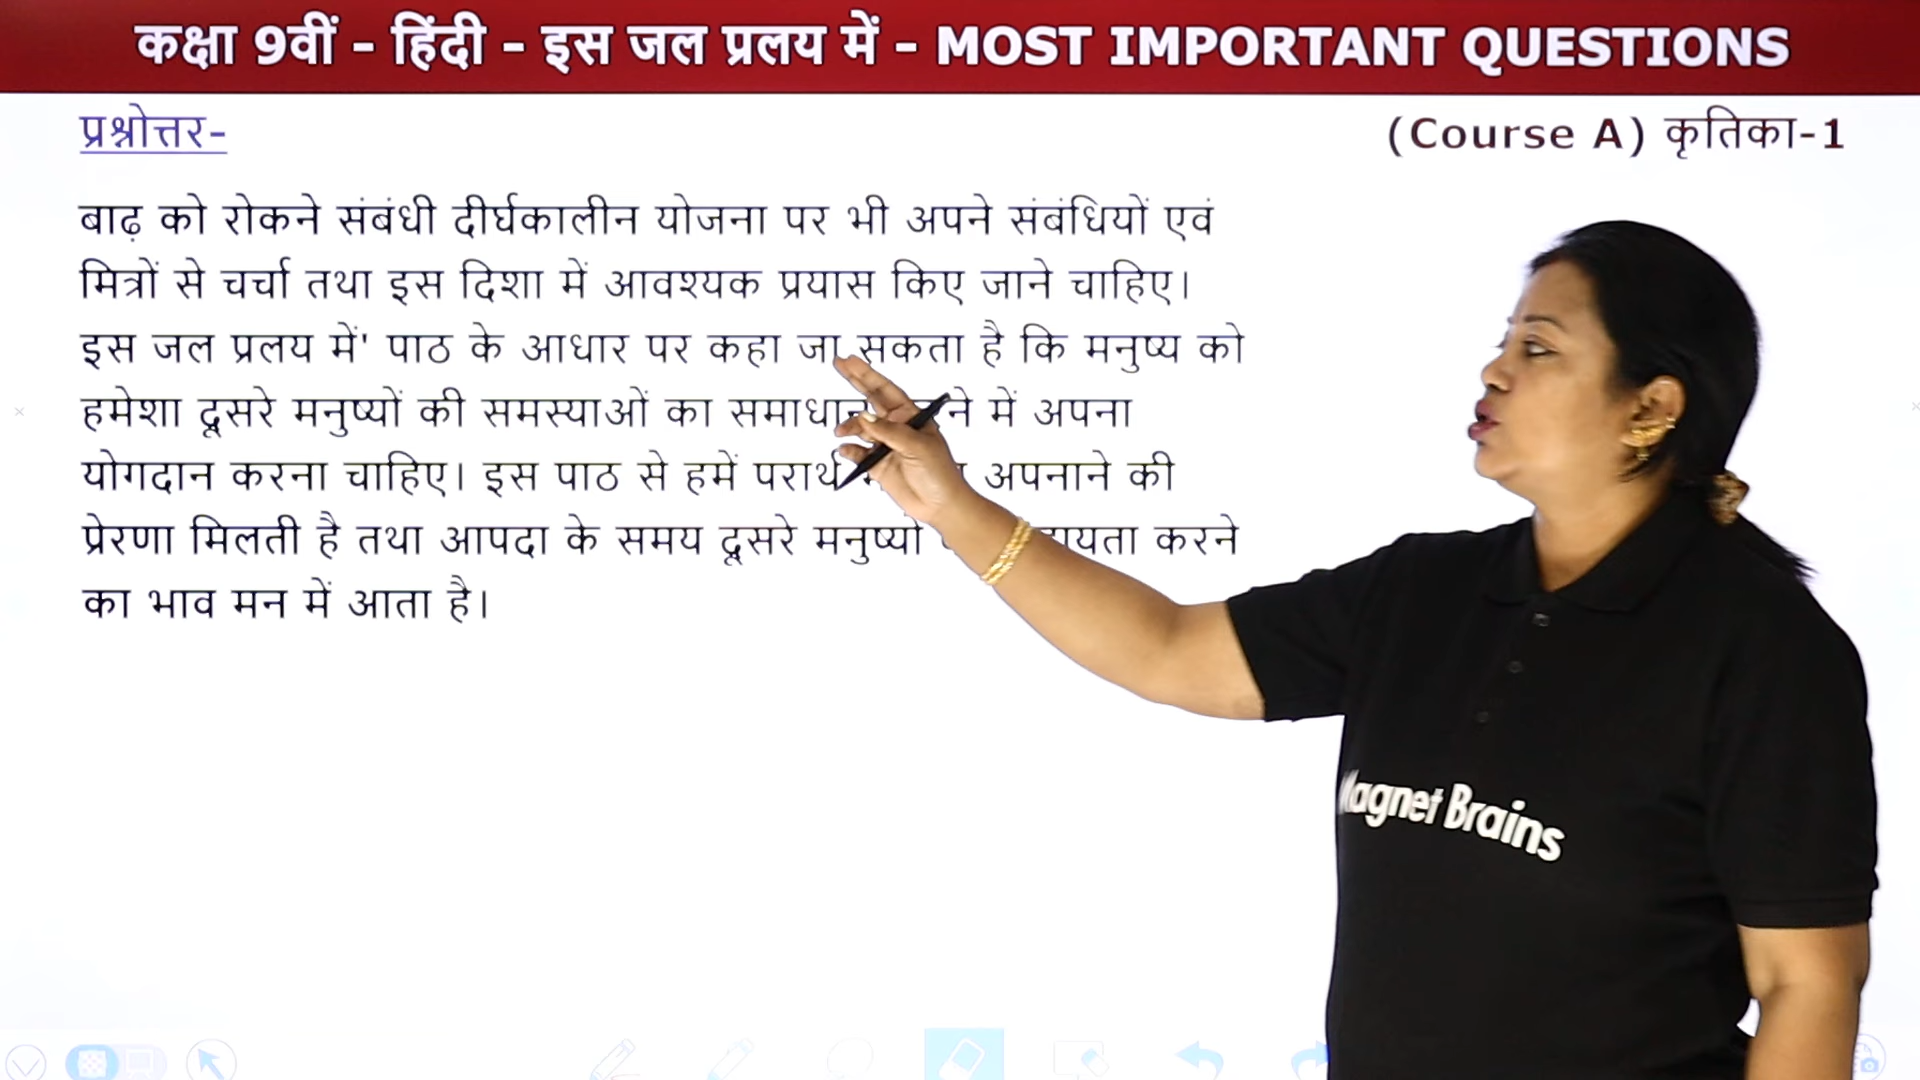 कक्षा 9वीं - हिंदी - इस जल प्रलय में - MOST IMPORTANT QUESTIONS
प्रश्नोत्तर-
(Course A) कृतिका-1
बाढ़ को रोकने संबंधी दीर्घकालीन योजना पर भी अपने संबंधियों एवं
मित्रों से चर्चा तथा इस दिशा में आवश्यक प्रयास किए जाने चाहिए।
इस जल प्रलय में' पाठ के आधार पर कहा जा सकता है कि मनुष्य को
हमेशा दूसरे मनुष्यों की समस्याओं का समाधान में अपना
योगदान करना चाहिए। इस पाठ से हमें परार्थ अपनाने की
प्रेरणा मिलती है तथा आपदा के समय दूसरे मनुष्यों करने
का भाव मन में आता है।
Magnet Brains